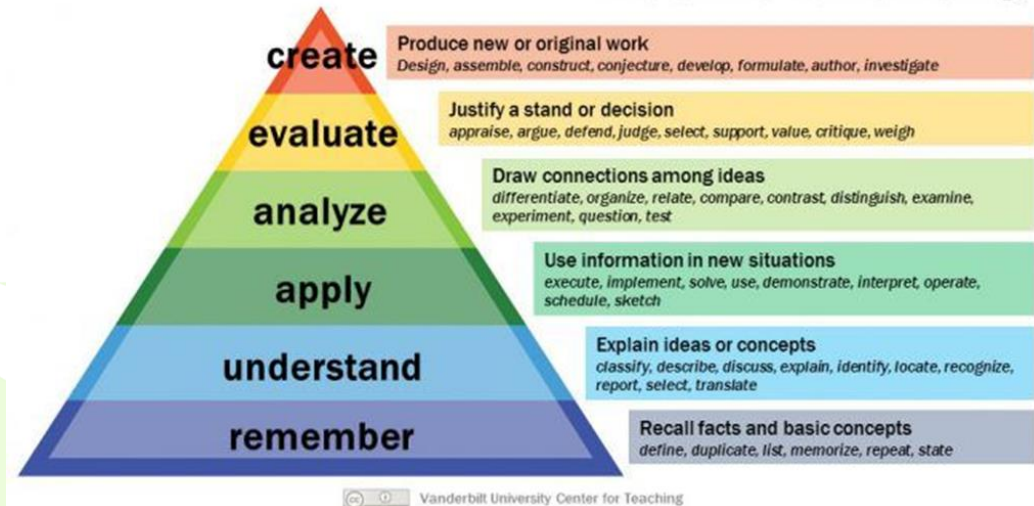 create
Produce new or original work
Design, assemble, construct, conjecture, develop, formulate, author, investigate
evaluate
Justify a stand or decision
appraise, argue, defend, judge, select, support, value, critique, weigh
analyze
Draw connections among ideas
differentiate, organize, relate, compare, contrast, distinguish, examine,
experiment, question, test
apply
Use information in new situations
execute, implement, solve, use, demonstrate, interpret, operate,
schedule, sketch
understand
Explain ideas or concepts
classify, describe, discuss, explain, identify, locate, recognize,
report, select, translate
remember
Recall facts and basic concepts
define, duplicate, list, memorize, repeat, state
cc Vanderbilt University Center for Teaching